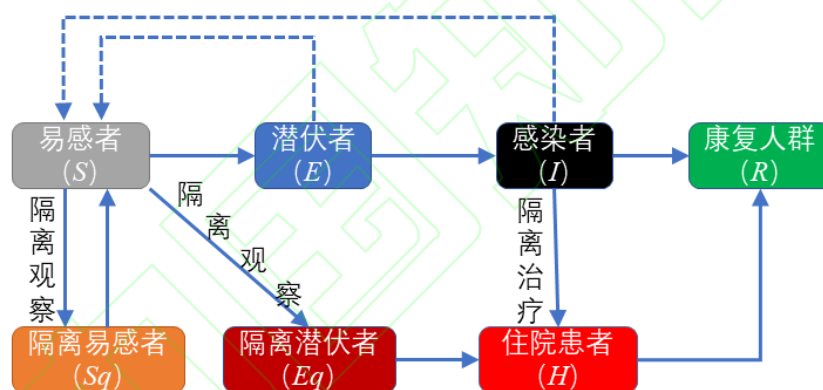 易感者
(S)
潜伏者
(E)
感染者
(I)
康复人群
(R)
隔离观察
隔离观察
隔离治疗
隔离易感者
(Sq)
隔离潜伏者
(Eq)
住院患者
(H)